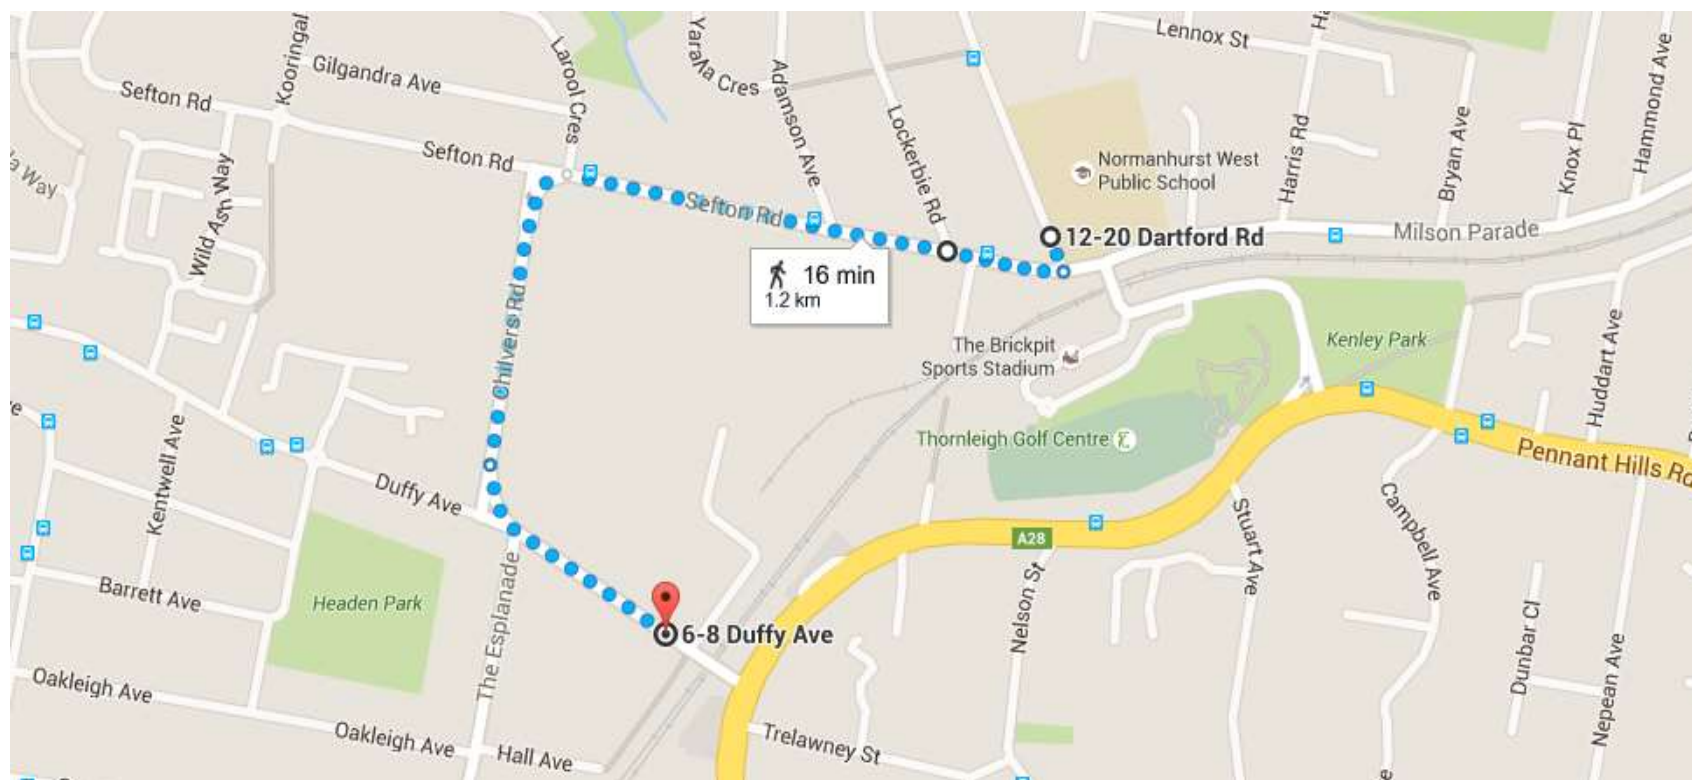 Lennox St
Kooringal
Larool Cres
Yaralla Cres
Gilgandra Ave
Adamson Ave
Hammond Ave
Sefton Rd
Lockerbie Rd
Harris Rd
Bryan Ave
Knox Pl
Sefton Rd
Normanhurst West
Public School
Way
Wild Ash Way
Sefton Rd
12-20 Dartford Rd
Milson Parade
16 min
1.2 km
Chilvers Rd
The Brickpit
Sports Stadium
Kenley Park
Huddart Ave
Thornleigh Golf Centre
Pennant Hills Rd
Kentwell Ave
Duffy Ave
A28
Stuart Ave
Campbell Ave
Barrett Ave
Headen Park
The Esplanade
6-8 Duffy Ave
Nelson St
Dunbar Cl
Nepean Ave
Oakleigh Ave
Oakleigh Ave
Hall Ave
Trelawney St